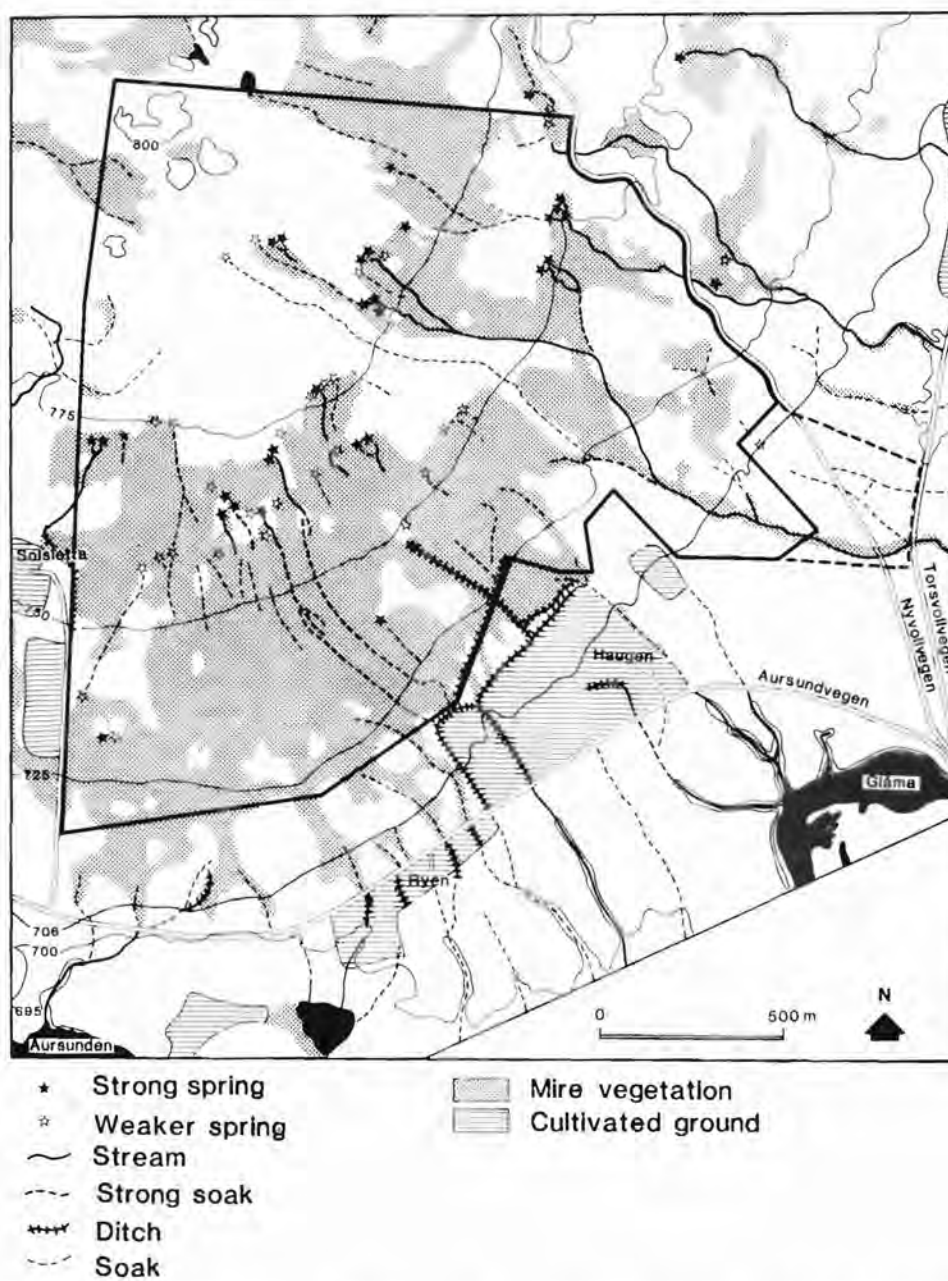 800
775
Solsletta
750
Haugen
Aursundvegen
Nyvollvegen
Torsvollvegen
725
Glåma
Ryen
706
700
695
Aursunden
N
0 500 m
Strong spring
Weaker spring
Stream
Strong soak
Ditch
Soak
Mire vegetation
Cultivated ground